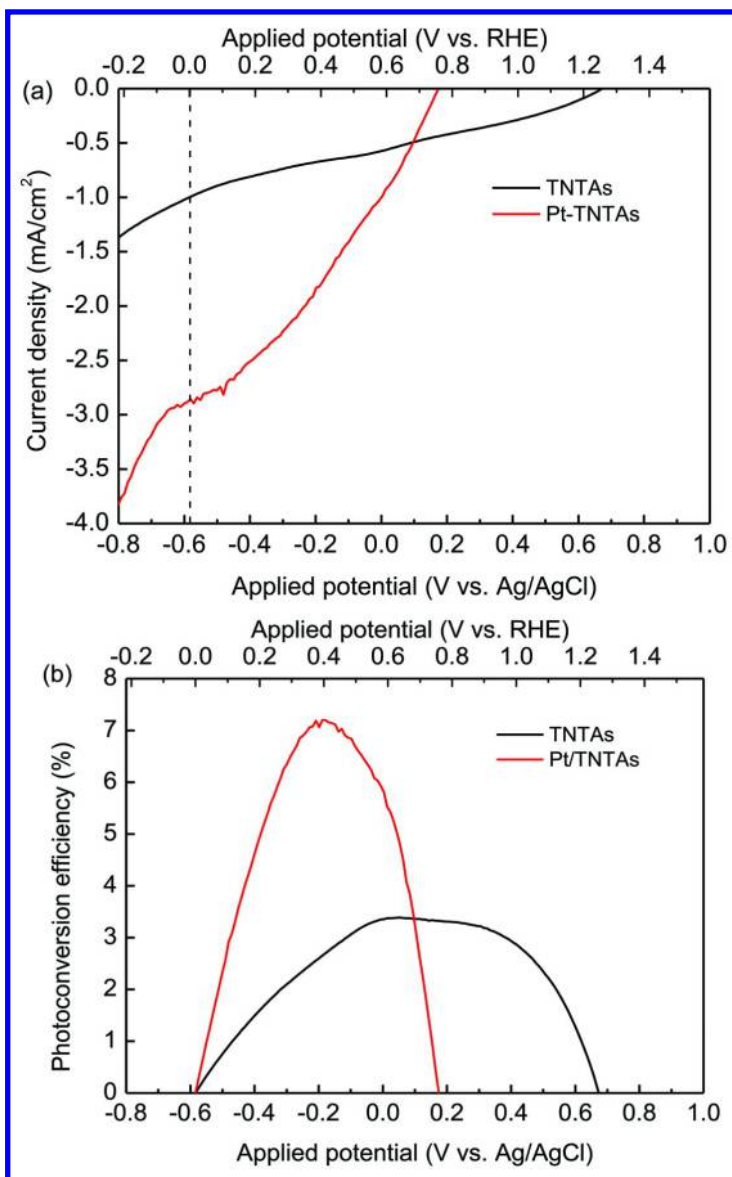 Applied potential (V vs. RHE)
-0.2 0.0 0.2 0.4 0.6 0.8 1.0 1.2 1.4
(a)
0.0
-0.5
-1.0
-1.5
-2.0
-2.5
-3.0
-3.5
-4.0
Current density (mA/cm²)
TNTAs
Pt-TNTAs
-0.8 -0.6 -0.4 -0.2 0.0 0.2 0.4 0.6 0.8 1.0
Applied potential (V vs. Ag/AgCl)
Applied potential (V vs. RHE)
-0.2 0.0 0.2 0.4 0.6 0.8 1.0 1.2 1.4
(b)
8
7
6
5
4
3
2
1
0
Photoconversion efficiency (%)
TNTAs
Pt/TNTAs
-0.8 -0.6 -0.4 -0.2 0.0 0.2 0.4 0.6 0.8 1.0
Applied potential (V vs. Ag/AgCl)